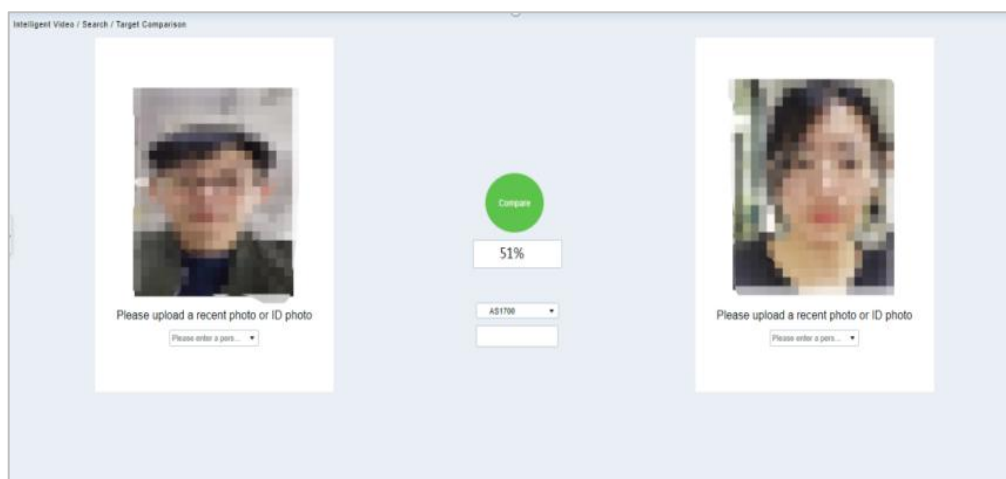 Intelligent Video / Search / Target Comparison
Compare
51%
AS1700
Please upload a recent photo or ID photo
Please enter a pers...
Please upload a recent photo or ID photo
Please enter a pers...